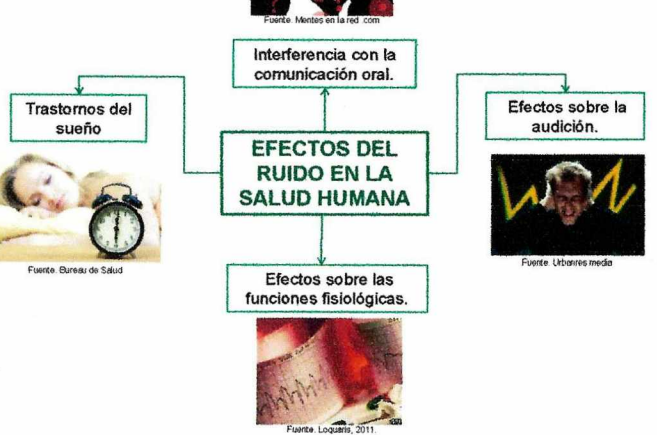 Fuente. Mentes en la red .com
Interferencia con la
comunicación oral.
Trastornos del
sueño
Efectos sobre la
audición.
EFECTOS DEL
RUIDO EN LA
SALUD HUMANA
Fuente. Bureau de Salud
Fuente. Urbanres media
Efectos sobre las
funciones fisiológicas.
Fuente. Loquaris, 2011.